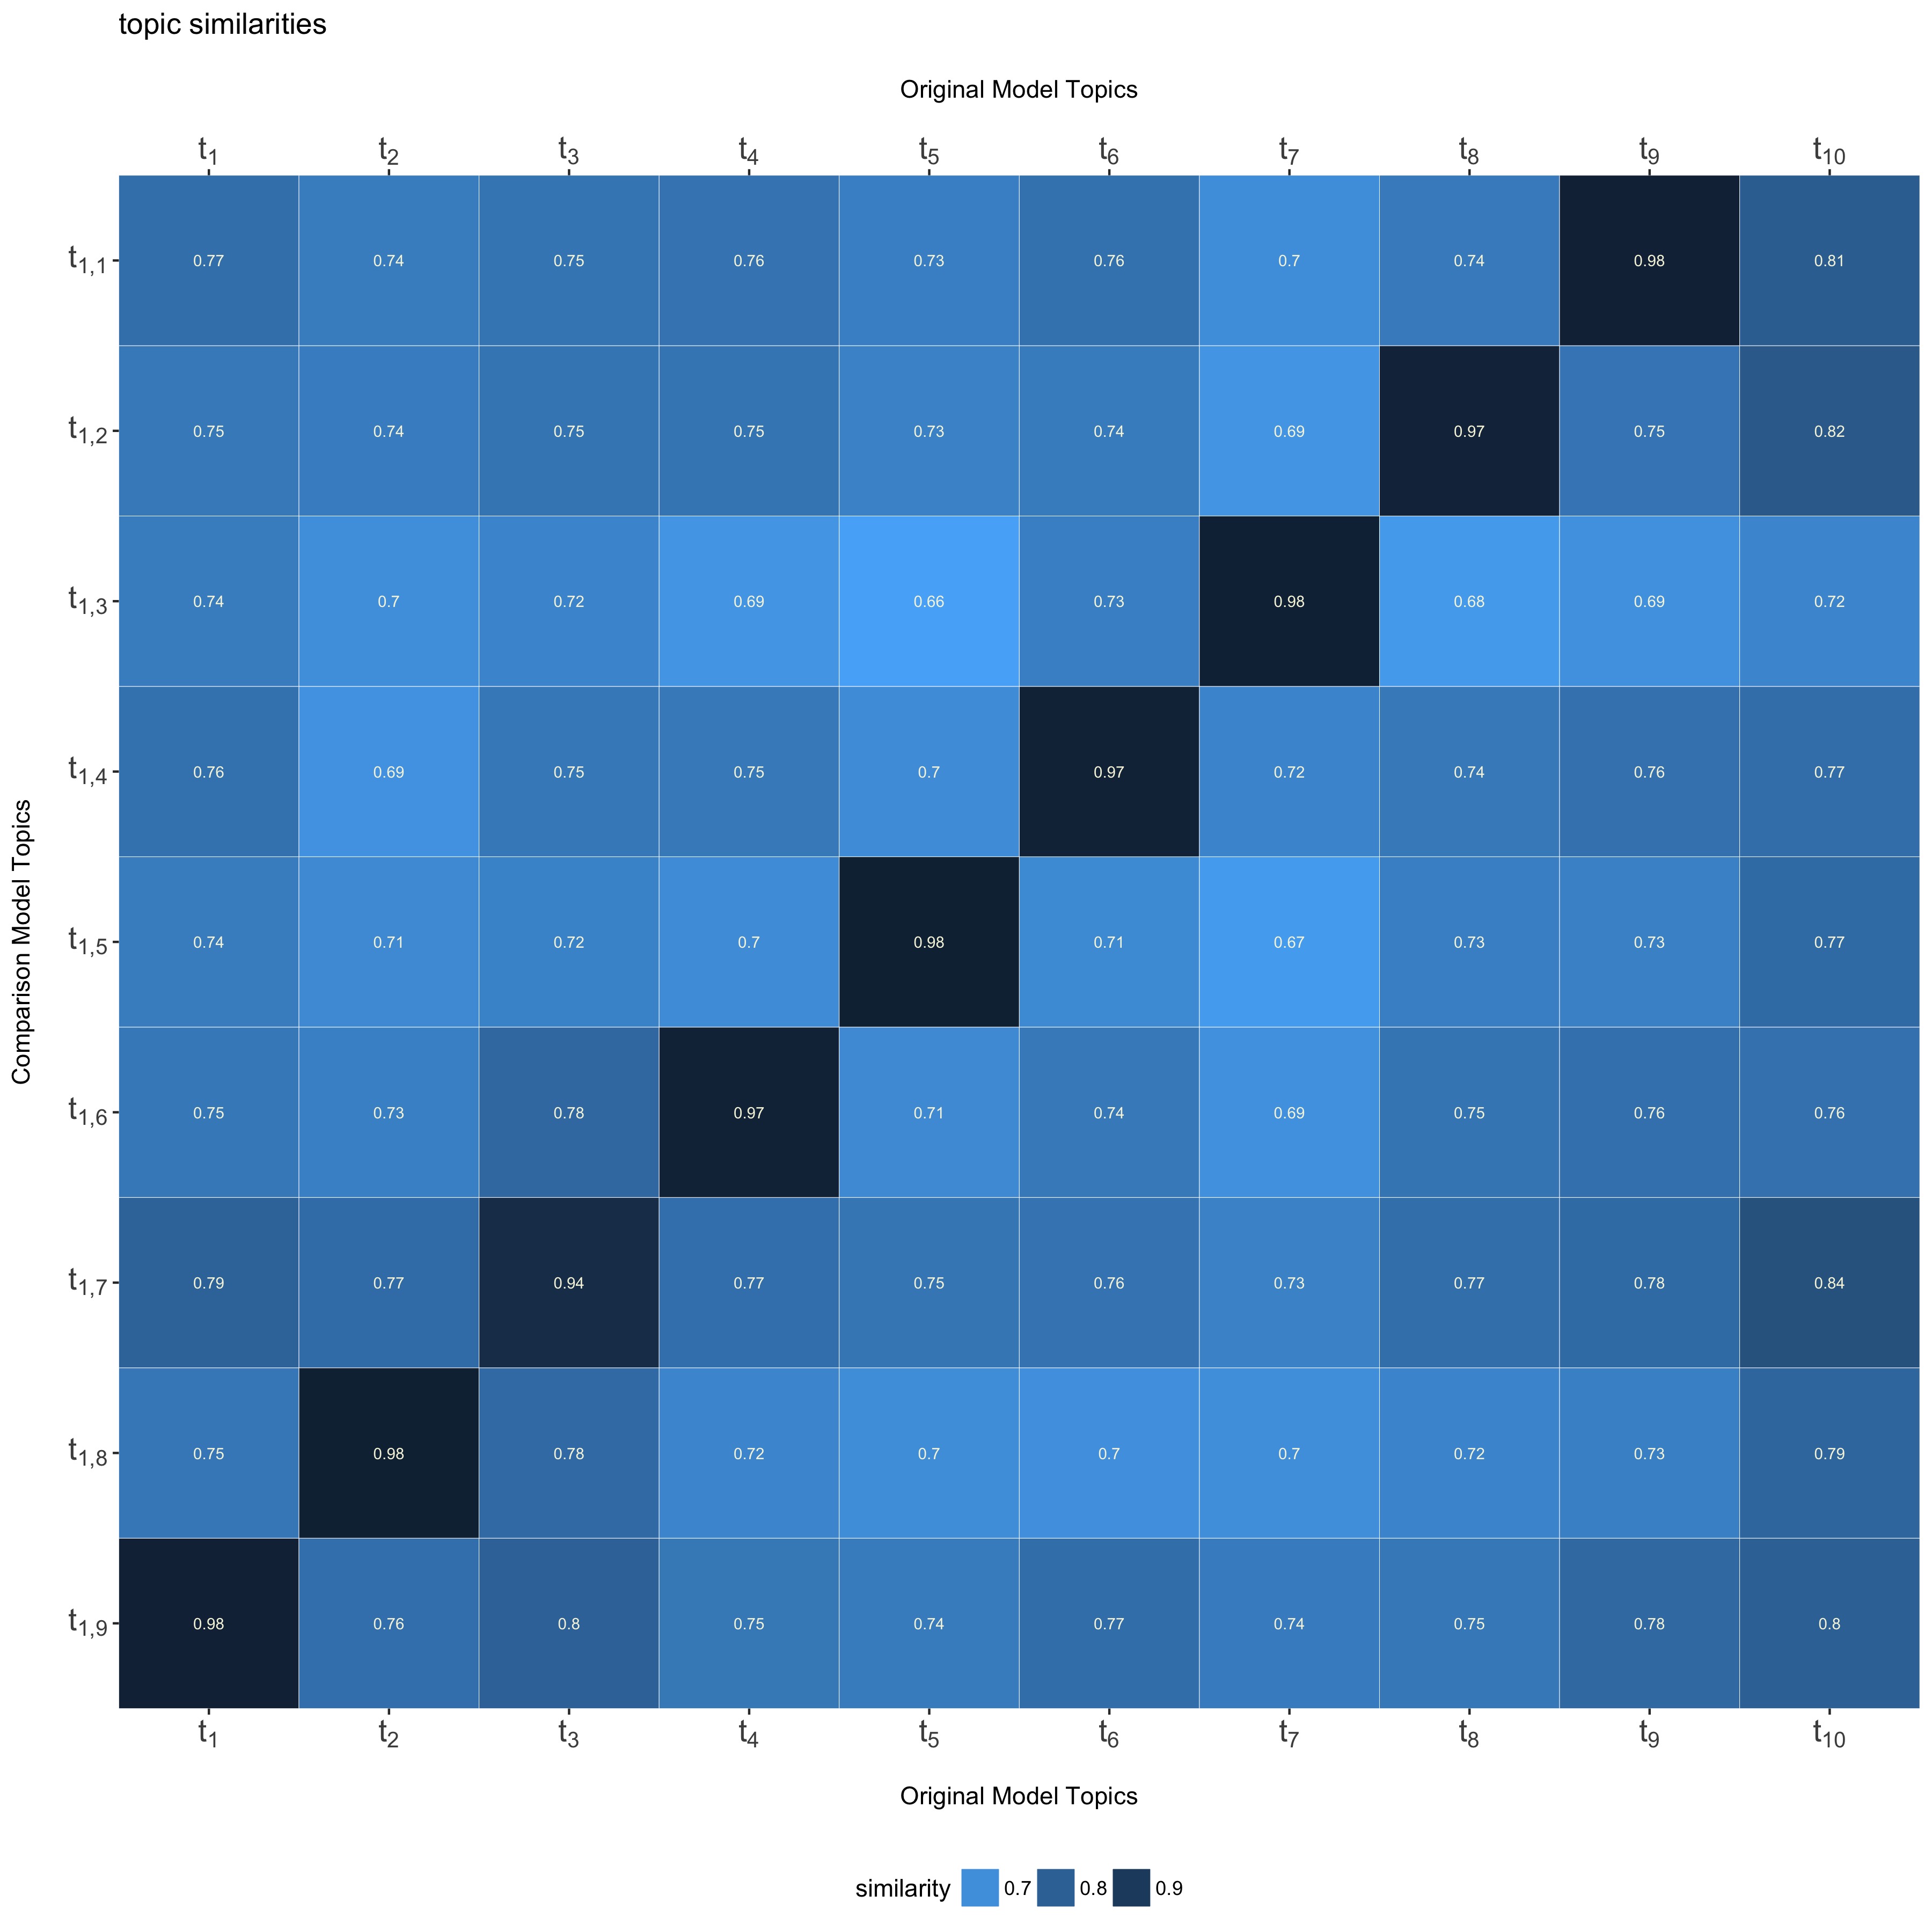 topic similarities
Original Model Topics
t1 t2 t3 t4 t5 t6 t7 t8 t9 t10
t1,1 0.77 0.74 0.75 0.76 0.73 0.76 0.7 0.74 0.98 0.81
t1,2 0.75 0.74 0.75 0.75 0.73 0.74 0.69 0.97 0.75 0.82
t1,3 0.74 0.7 0.72 0.69 0.66 0.73 0.98 0.68 0.69 0.72
t1,4 0.76 0.69 0.75 0.75 0.7 0.97 0.72 0.74 0.76 0.77
Comparison Model Topics
t1,5 0.74 0.71 0.72 0.7 0.98 0.71 0.67 0.73 0.73 0.77
t1,6 0.75 0.73 0.78 0.97 0.71 0.74 0.69 0.75 0.76 0.76
t1,7 0.79 0.77 0.94 0.77 0.75 0.76 0.73 0.77 0.78 0.84
t1,8 0.75 0.98 0.78 0.72 0.7 0.7 0.7 0.72 0.73 0.79
t1,9 0.98 0.76 0.8 0.75 0.74 0.77 0.74 0.75 0.78 0.8
t1 t2 t3 t4 t5 t6 t7 t8 t9 t10
Original Model Topics
similarity 0.7 0.8 0.9